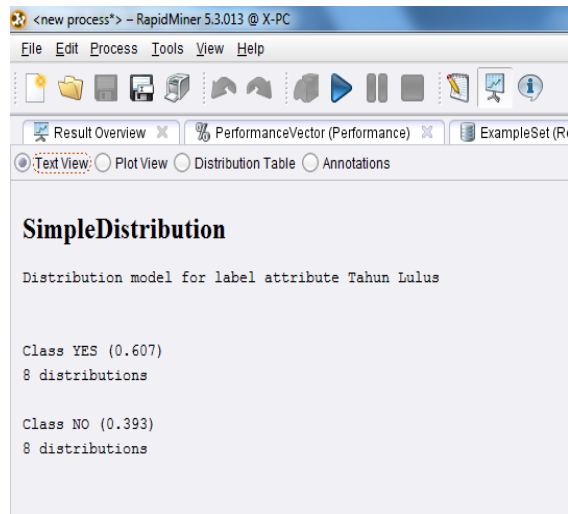 <new process*> – RapidMiner 5.3.013 @ X-PC
File Edit Process Tools View Help
Result Overview PerformanceVector (Performance) ExampleSet (R
Text View Plot View Distribution Table Annotations
SimpleDistribution
Distribution model for label attribute Tahun Lulus
Class YES (0.607)
8 distributions
Class NO (0.393)
8 distributions